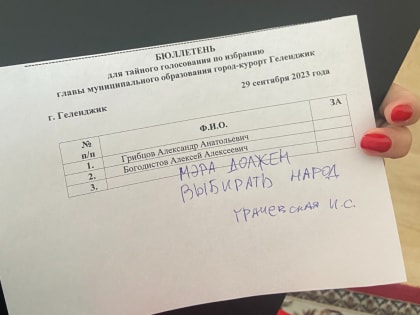 БЮЛЛЕТЕНЬ
для тайного голосования по избранию
главы муниципального образования город-курорт Геленджик
29 сентября 2023 года
г. Геленджик
№ п/п Ф.И.О. ЗА
1. Грибцов Александр Анатольевич
2. Богодистов Алексей Алексеевич
3.
МЭРА ДОЛЖЕН
ВЫБИРАТЬ НАРОД
ГРАЧЕВСКАЯ И.С.